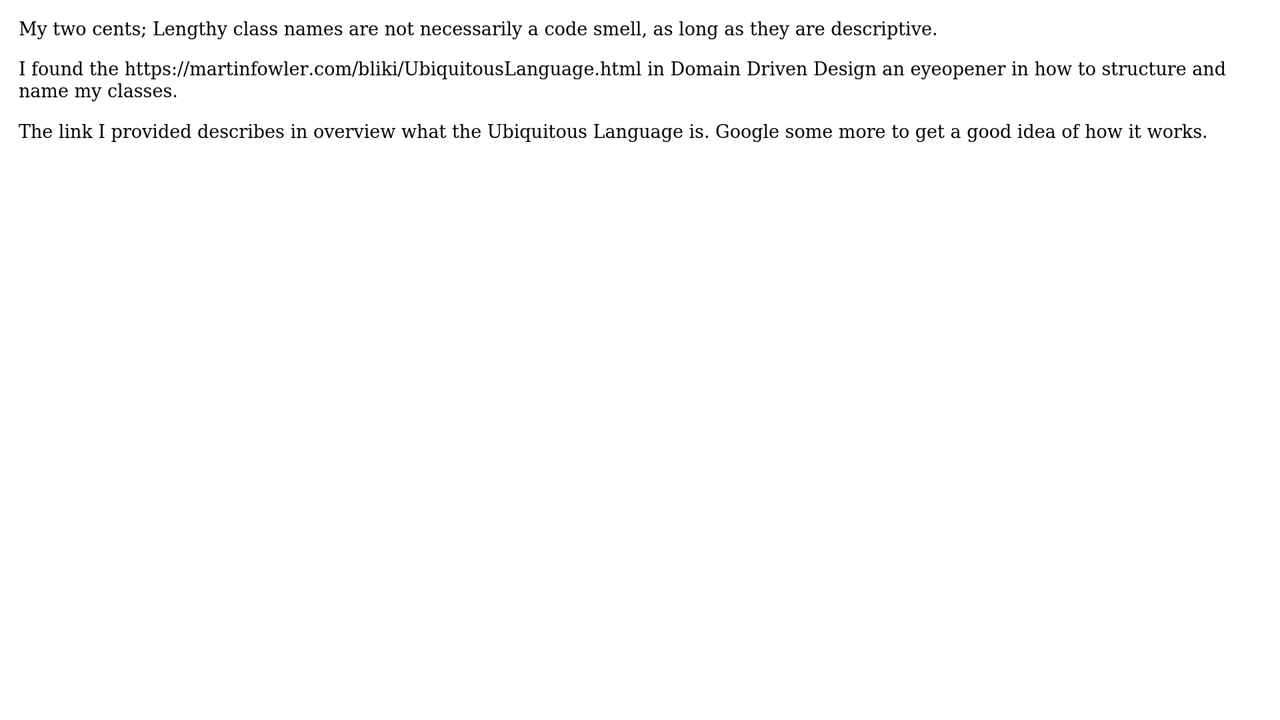 My two cents; Lengthy class names are not necessarily a code smell, as long as they are descriptive.
I found the https://martinfowler.com/bliki/UbiquitousLanguage.html in Domain Driven Design an eyeopener in how to structure and
name my classes.
The link I provided describes in overview what the Ubiquitous Language is. Google some more to get a good idea of how it works.